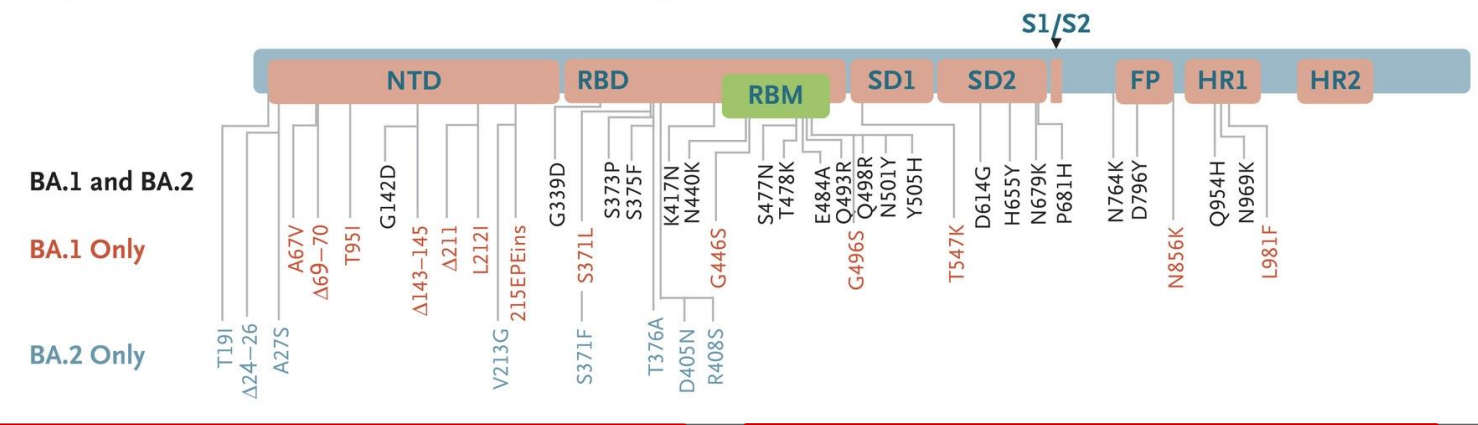 S1/S2
NTD RBD RBM SD1 SD2 FP HR1 HR2
BA.1 and BA.2
G142D G339D S373P S375F K417N N440K S477N T478K E484A Q493R Q498R N501Y Y505H D614G H655Y N679K P681H N764K D796Y Q954H N969K
BA.1 Only
A67V Δ69–70 T95I Δ143–145 Δ211 L212I 215EPEins S371L G446S G496S T547K N856K L981F
BA.2 Only
T19I Δ24–26 A27S V213G S371F T376A D405N R408S